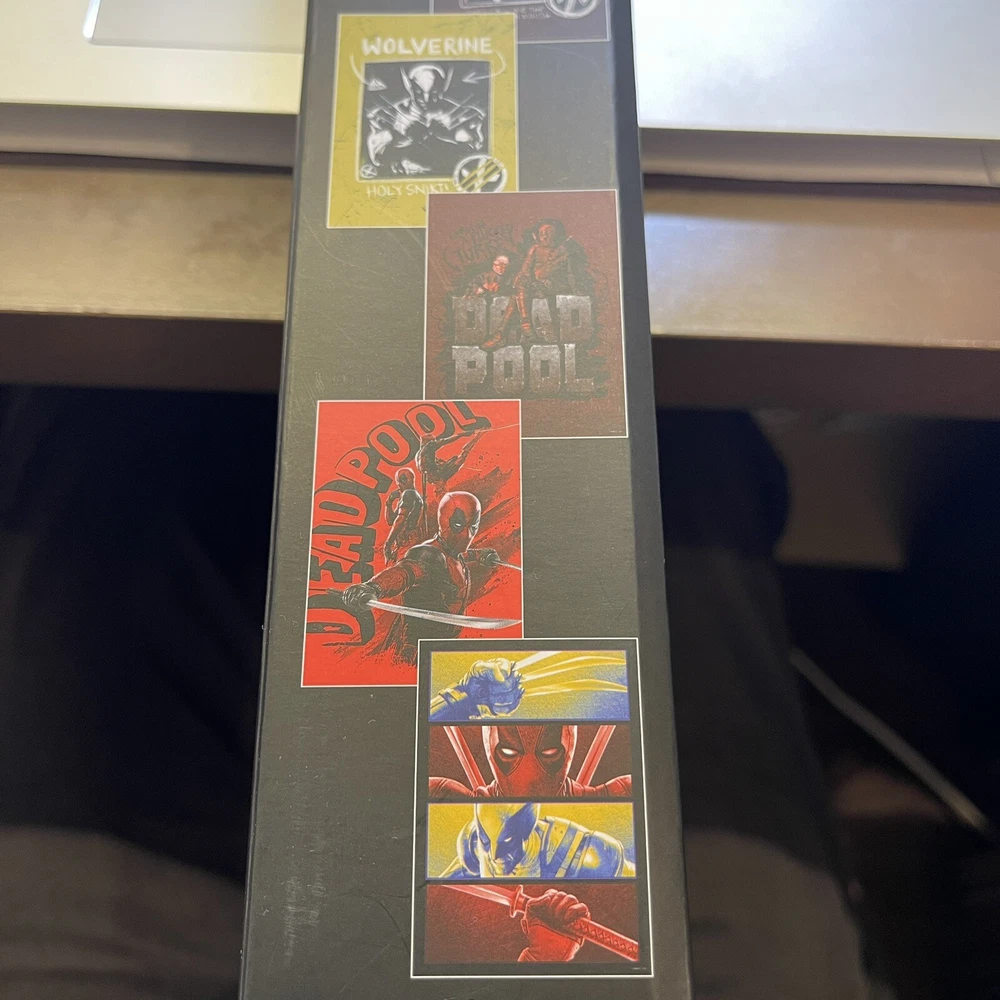 WOLVERINE
HOLY SNIKT!
DEAD
POOL
DEADPOOL